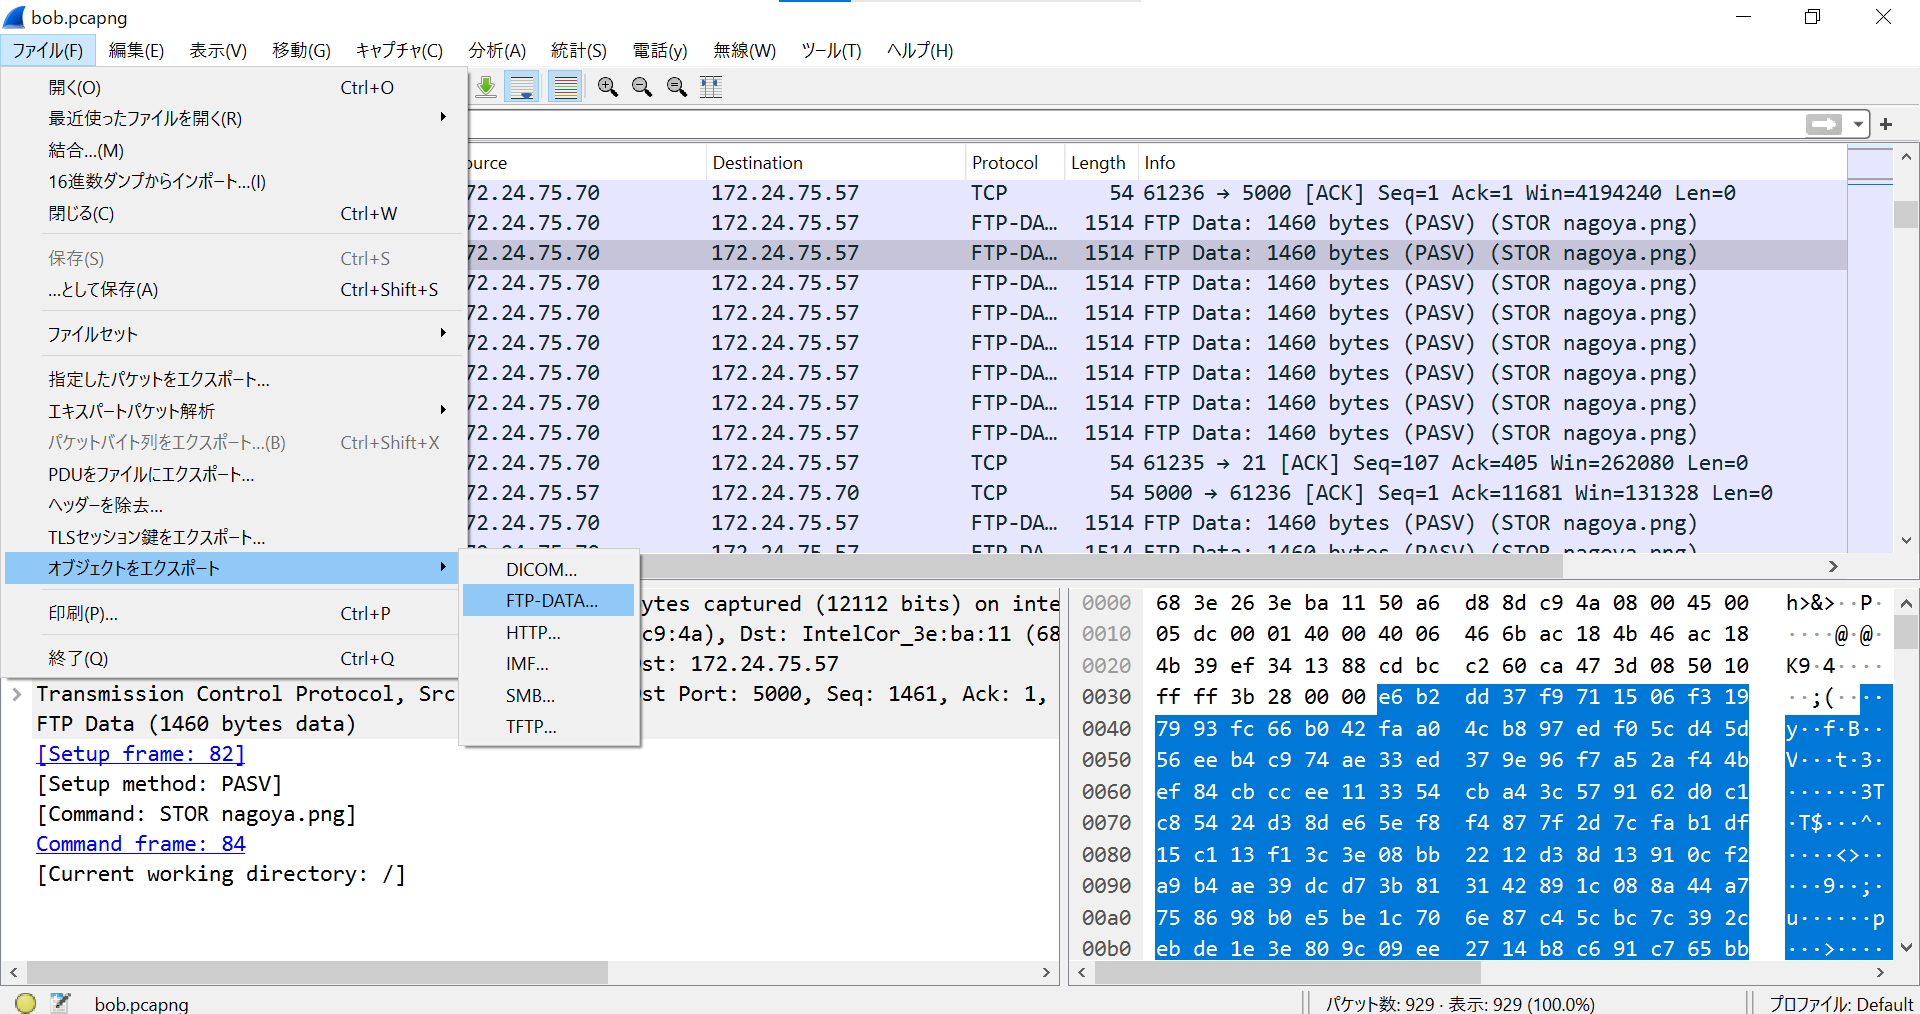 bob.pcapng
ファイル(F) 編集(E) 表示(V) 移動(G) キャプチャ(C) 分析(A) 統計(S) 電話(y) 無線(W) ツール(T) ヘルプ(H)
開く(O) Ctrl+O
最近使ったファイルを開く(R)
結合...(M)
16進数ダンプからインポート...(I)
閉じる(C) Ctrl+W
保存(S) Ctrl+S
...として保存(A) Ctrl+Shift+S
ファイルセット
指定したパケットをエクスポート...
エキスパートパケット解析
パケットバイト列をエクスポート...(B) Ctrl+Shift+X
PDUをファイルにエクスポート...
ヘッダーを除去...
TLSセッション鍵をエクスポート...
オブジェクトをエクスポート
印刷(P)... Ctrl+P
終了(Q) Ctrl+Q
DICOM...
FTP-DATA...
HTTP...
IMF...
SMB...
TFTP...
ource Destination Protocol Length Info
72.24.75.70 172.24.75.57 TCP 54 61236 → 5000 [ACK] Seq=1 Ack=1 Win=4194240 Len=0
72.24.75.70 172.24.75.57 FTP-DA… 1514 FTP Data: 1460 bytes (PASV) (STOR nagoya.png)
72.24.75.70 172.24.75.57 FTP-DA… 1514 FTP Data: 1460 bytes (PASV) (STOR nagoya.png)
72.24.75.70 172.24.75.57 FTP-DA… 1514 FTP Data: 1460 bytes (PASV) (STOR nagoya.png)
72.24.75.70 172.24.75.57 FTP-DA… 1514 FTP Data: 1460 bytes (PASV) (STOR nagoya.png)
72.24.75.70 172.24.75.57 FTP-DA… 1514 FTP Data: 1460 bytes (PASV) (STOR nagoya.png)
72.24.75.70 172.24.75.57 FTP-DA… 1514 FTP Data: 1460 bytes (PASV) (STOR nagoya.png)
72.24.75.70 172.24.75.57 FTP-DA… 1514 FTP Data: 1460 bytes (PASV) (STOR nagoya.png)
72.24.75.70 172.24.75.57 FTP-DA… 1514 FTP Data: 1460 bytes (PASV) (STOR nagoya.png)
72.24.75.70 172.24.75.57 TCP 54 61235 → 21 [ACK] Seq=107 Ack=405 Win=262080 Len=0
72.24.75.57 172.24.75.70 TCP 54 5000 → 61236 [ACK] Seq=1 Ack=11681 Win=131328 Len=0
72.24.75.70 172.24.75.57 FTP-DA… 1514 FTP Data: 1460 bytes (PASV) (STOR nagoya.png)
72.24.75.70 172.24.75.57 FTP-DA… 1514 FTP Data: 1460 bytes (PASV) (STOR nagoya.png)
ytes captured (12112 bits) on inte
c9:4a), Dst: IntelCor_3e:ba:11 (68
st: 172.24.75.57
Transmission Control Protocol, Src st Port: 5000, Seq: 1461, Ack: 1,
FTP Data (1460 bytes data)
[Setup frame: 82]
[Setup method: PASV]
[Command: STOR nagoya.png]
Command frame: 84
[Current working directory: /]
0000 68 3e 26 3e ba 11 50 a6 d8 8d c9 4a 08 00 45 00 h>&>··P·
0010 05 dc 00 01 40 00 40 06 46 6b ac 18 4b 46 ac 18 ····@·@·
0020 4b 39 ef 34 13 88 cd bc c2 60 ca 47 3d 08 50 10 K9·4····
0030 ff ff 3b 28 00 00 e6 b2 dd 37 f9 71 15 06 f3 19 ··;(····
0040 79 93 fc 66 b0 42 fa a0 4c b8 97 ed f0 5c d4 5d y··f·B··
0050 56 ee b4 c9 74 ae 33 ed 37 9e 96 f7 a5 2a f4 4b V···t·3·
0060 ef 84 cb cc ee 11 33 54 cb a4 3c 57 91 62 d0 c1 ······3T
0070 c8 54 24 d3 8d e6 5e f8 f4 87 7f 2d 7c fa b1 df ·T$···^·
0080 15 c1 13 f1 3c 3e 08 bb 22 12 d3 8d 13 91 0c f2 ····<>··
0090 a9 b4 ae 39 dc d7 3b 81 31 42 89 1c 08 8a 44 a7 ···9··;·
00a0 75 86 98 b0 e5 be 1c 70 6e 87 c4 5c bc 7c 39 2c u······p
00b0 eb de 1e 3e 80 9c 09 ee 27 14 b8 c6 91 c7 65 bb ···>····
bob.pcapng パケット数: 929 · 表示: 929 (100.0%) プロファイル: Default